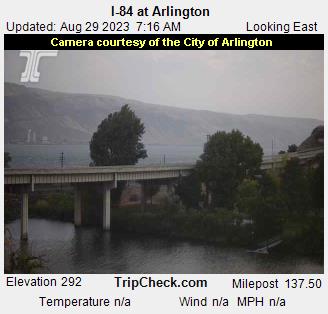 I-84 at Arlington
Updated: Aug 29 2023 7:16 AM Looking East
Camera courtesy of the City of Arlington
Elevation 292 TripCheck.com Milepost 137.50
Temperature n/a Wind n/a MPH n/a